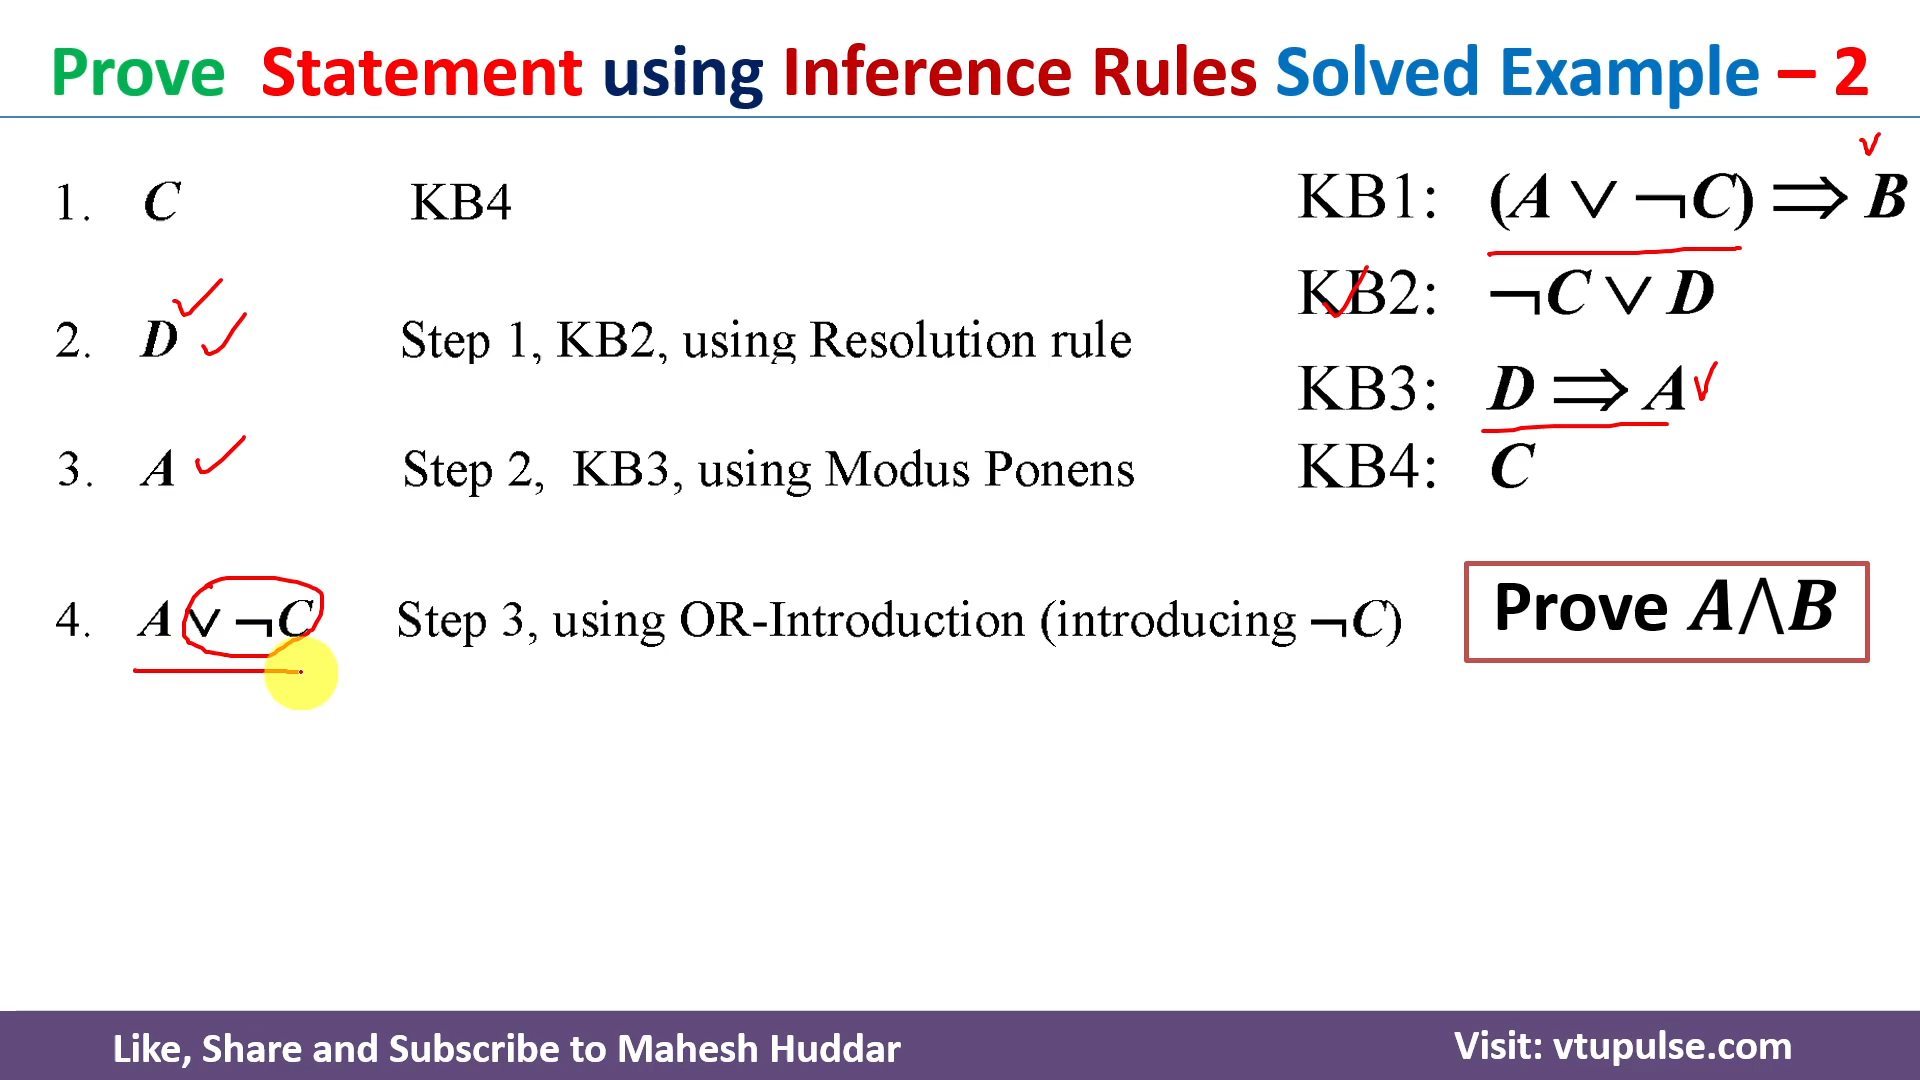 Prove Statement using Inference Rules Solved Example – 2
1. C KB4
2. D Step 1, KB2, using Resolution rule
3. A Step 2, KB3, using Modus Ponens
4. A ∨ ¬C Step 3, using OR-Introduction (introducing ¬C)
KB1: (A ∨ ¬C) ⇒ B
KB2: ¬C ∨ D
KB3: D ⇒ A
KB4: C
Prove A⋀B
Like, Share and Subscribe to Mahesh Huddar
Visit: vtupulse.com